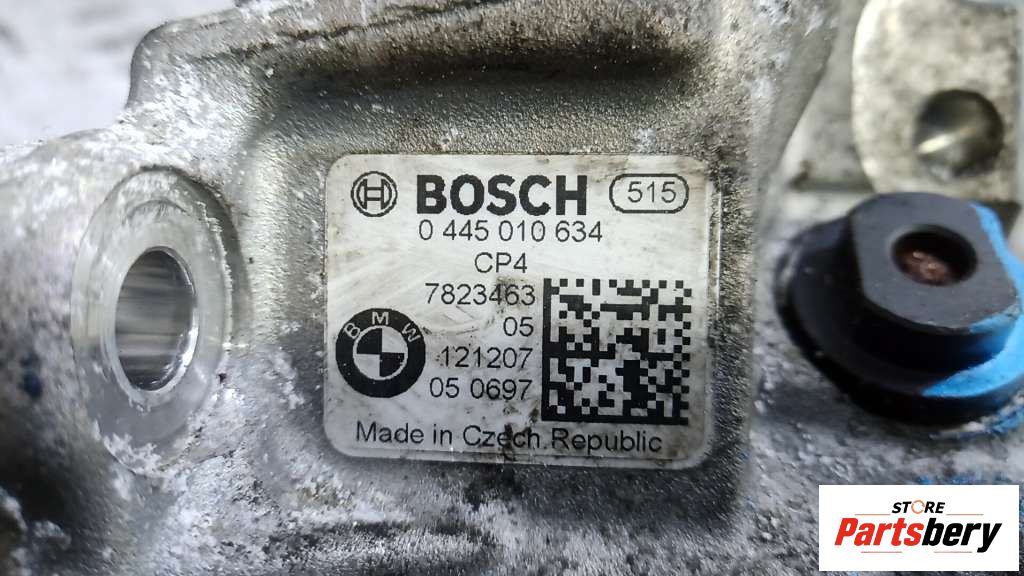 BOSCH 515
0 445 010 634
CP4
7823463
05
BMW
121207
05 0697
Made in Czech Republic
STORE
Partsbery